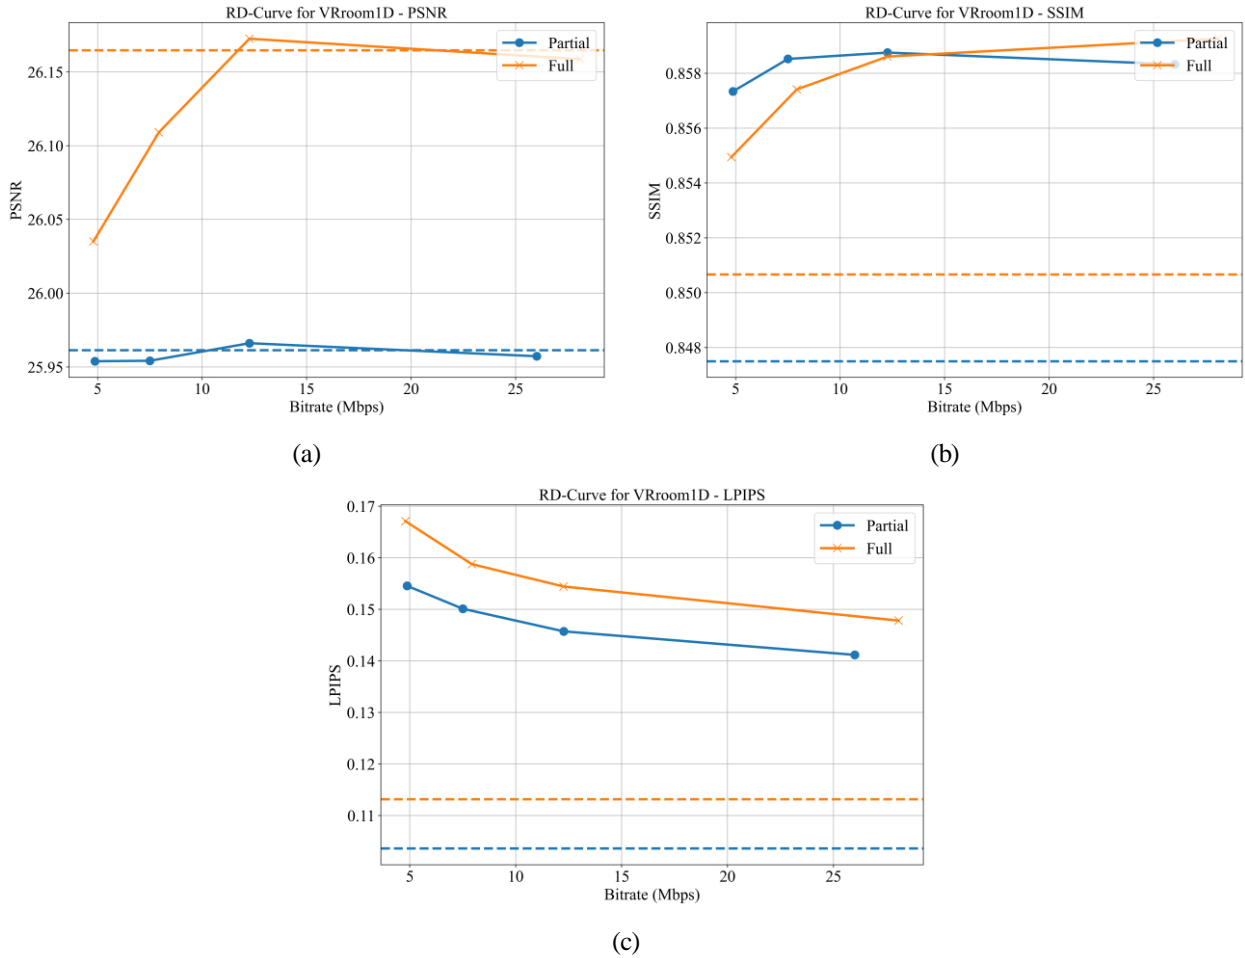 RD-Curve for VRroom1D - PSNR
Partial
Full
26.15
26.10
26.05
26.00
25.95
PSNR
5 10 15 20 25
Bitrate (Mbps)
(a)
RD-Curve for VRroom1D - SSIM
Partial
Full
0.858
0.856
0.854
0.852
0.850
0.848
SSIM
5 10 15 20 25
Bitrate (Mbps)
(b)
RD-Curve for VRroom1D - LPIPS
Partial
Full
0.17
0.16
0.15
0.14
0.13
0.12
0.11
LPIPS
5 10 15 20 25
Bitrate (Mbps)
(c)